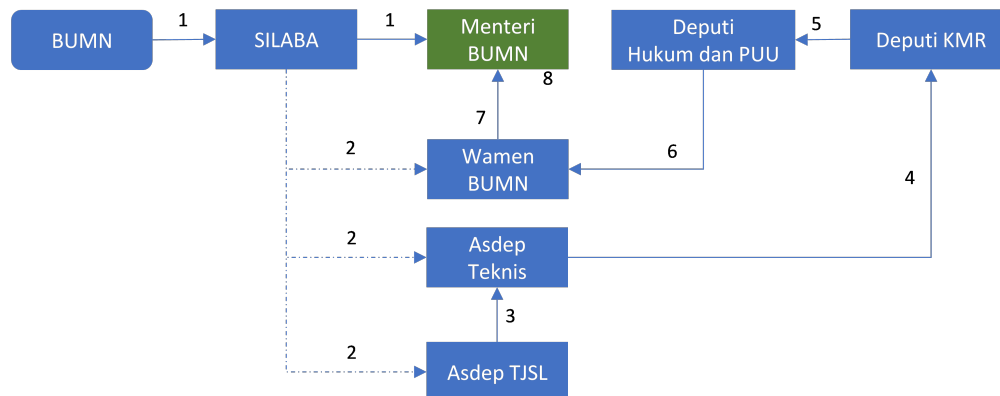 BUMN
1
SILABA
1
Menteri
BUMN
8
Deputi
Hukum dan PUU
5
Deputi KMR
7
2
Wamen
BUMN
6
4
2
Asdep
Teknis
3
2
Asdep TJSL